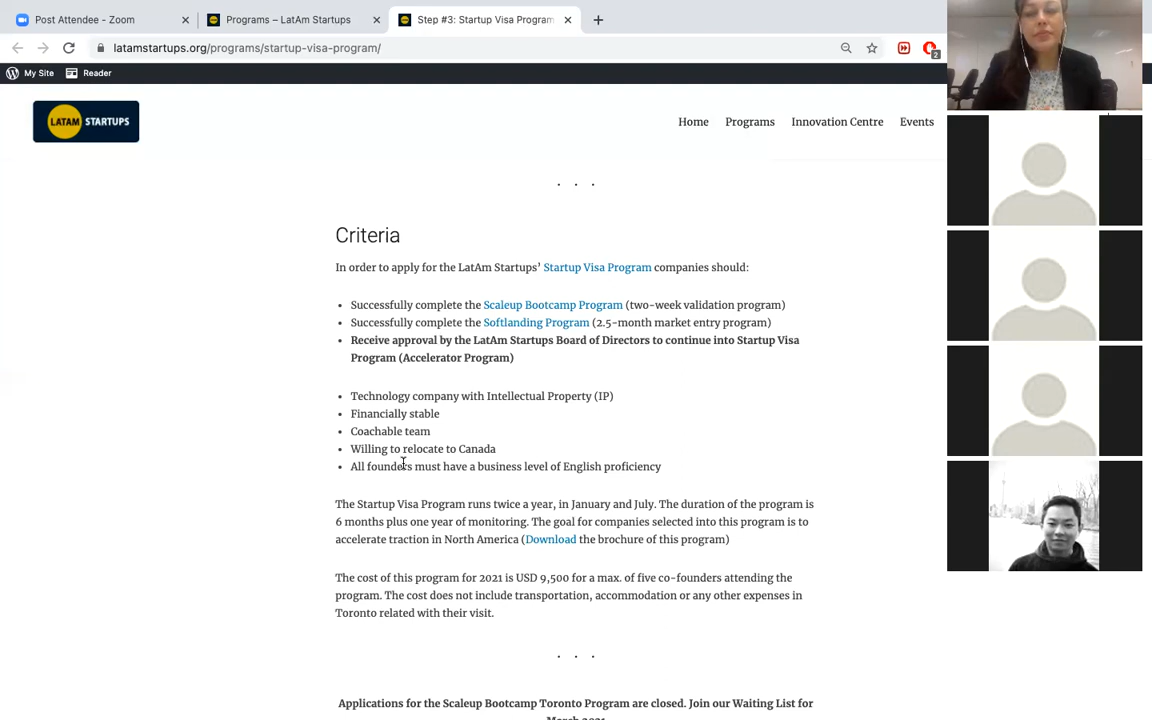 Post Attendee - Zoom
Programs – LatAm Startups
Step #3: Startup Visa Program
latamstartups.org/programs/startup-visa-program/
2
My Site
Reader
LATAM STARTUPS
Home
Programs
Innovation Centre
Events
. . .
Criteria
In order to apply for the LatAm Startups' Startup Visa Program companies should:
Successfully complete the Scaleup Bootcamp Program (two-week validation program)
Successfully complete the Softlanding Program (2.5-month market entry program)
Receive approval by the LatAm Startups Board of Directors to continue into Startup Visa
Program (Accelerator Program)
Technology company with Intellectual Property (IP)
Financially stable
Coachable team
Willing to relocate to Canada
All founders must have a business level of English proficiency
The Startup Visa Program runs twice a year, in January and July. The duration of the program is
6 months plus one year of monitoring. The goal for companies selected into this program is to
accelerate traction in North America (Download the brochure of this program)
The cost of this program for 2021 is USD 9,500 for a max. of five co-founders attending the
program. The cost does not include transportation, accommodation or any other expenses in
Toronto related with their visit.
. . .
Applications for the Scaleup Bootcamp Toronto Program are closed. Join our Waiting List for
March 2021